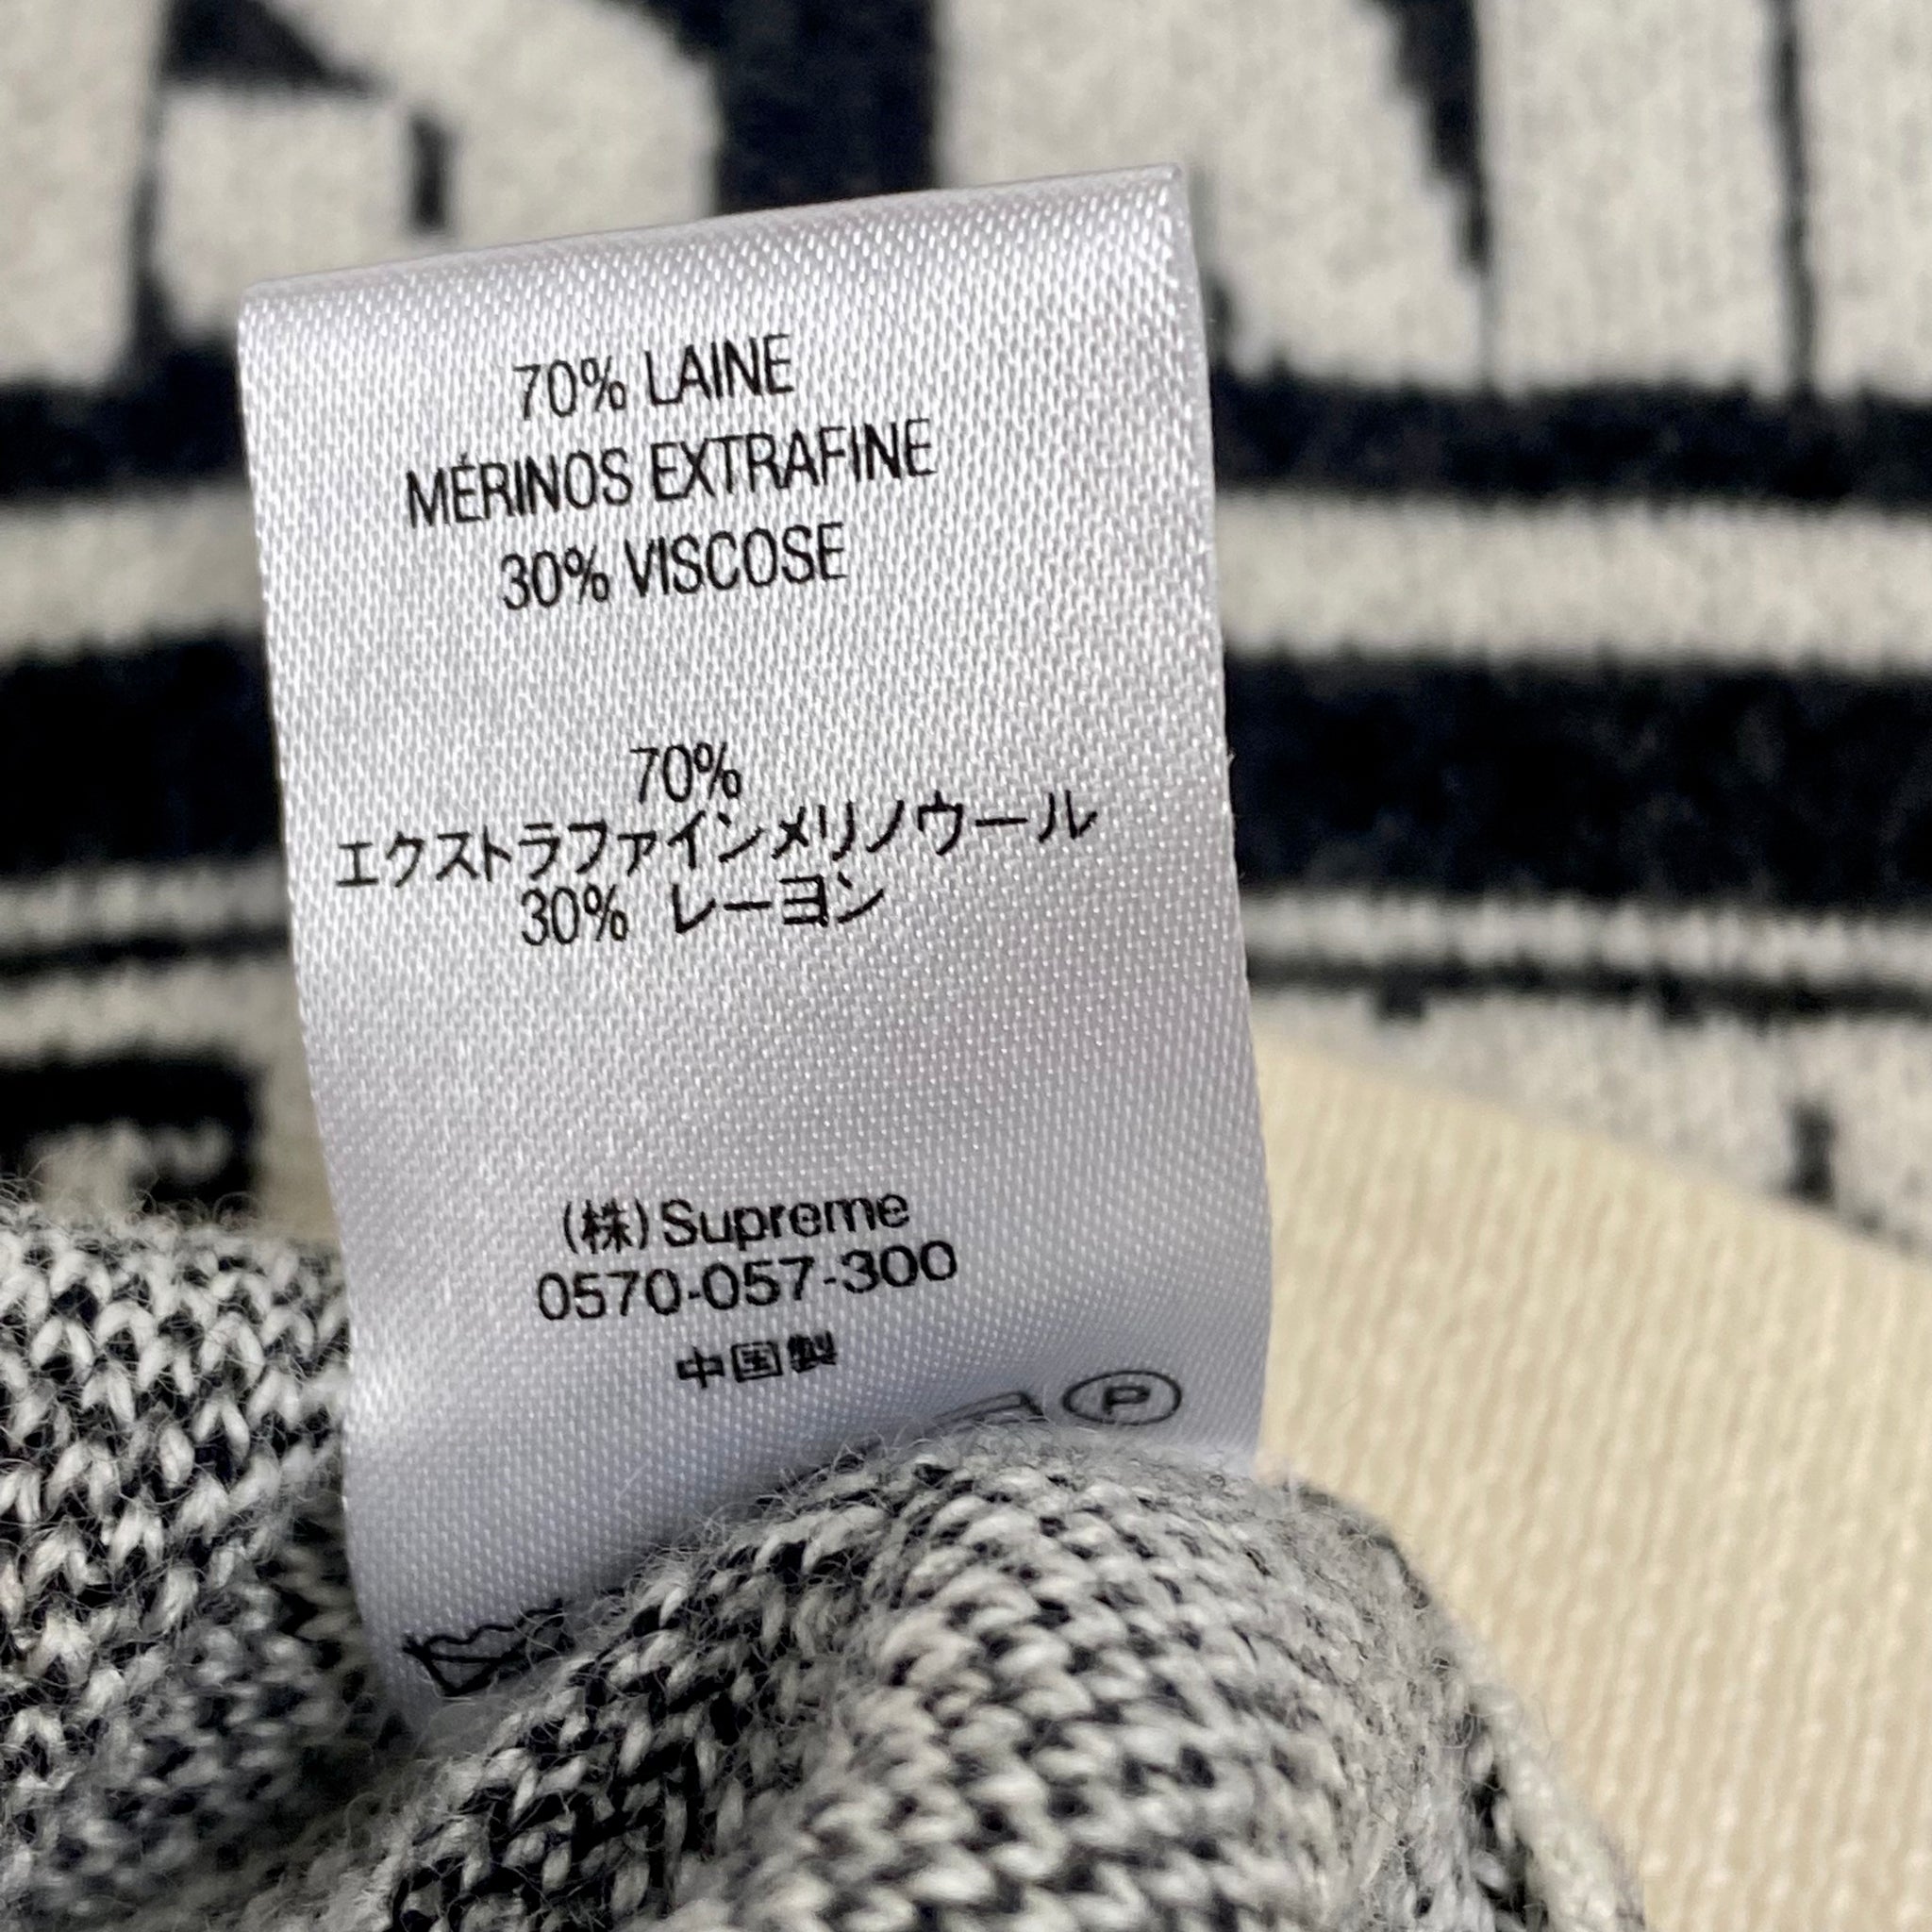 70% LAINE
MÉRINOS EXTRAFINE
30% VISCOSE
70%
エクストラファインメリノウール
30% レーヨン
(株)Supreme
0570-057-300
中国製
P